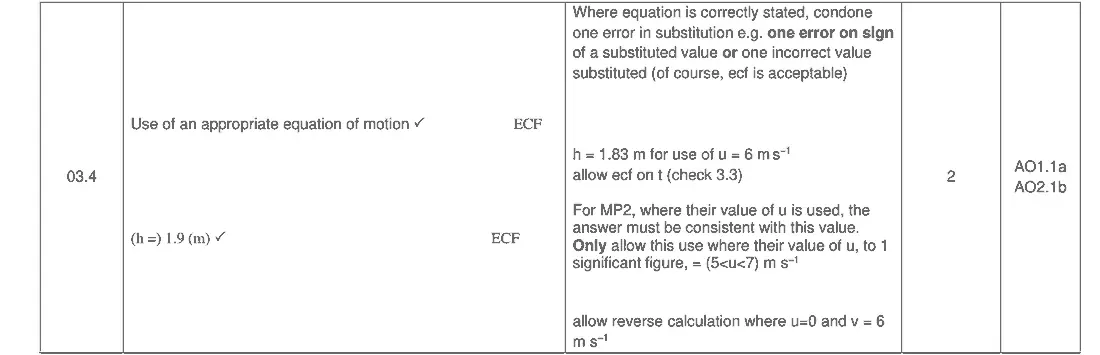 Where equation is correctly stated, condone
one error in substitution e.g. one error on sign
of a substituted value or one incorrect value
substituted (of course, ecf is acceptable)
Use of an appropriate equation of motion ✓ ECF
h = 1.83 m for use of u = 6 m s⁻¹
allow ecf on t (check 3.3)
03.4
2
AO1.1a
AO2.1b
For MP2, where their value of u is used, the
answer must be consistent with this value.
Only allow this use where their value of u, to 1
significant figure, = (5<u<7) m s⁻¹
(h =) 1.9 (m) ✓ ECF
allow reverse calculation where u=0 and v = 6
m s⁻¹